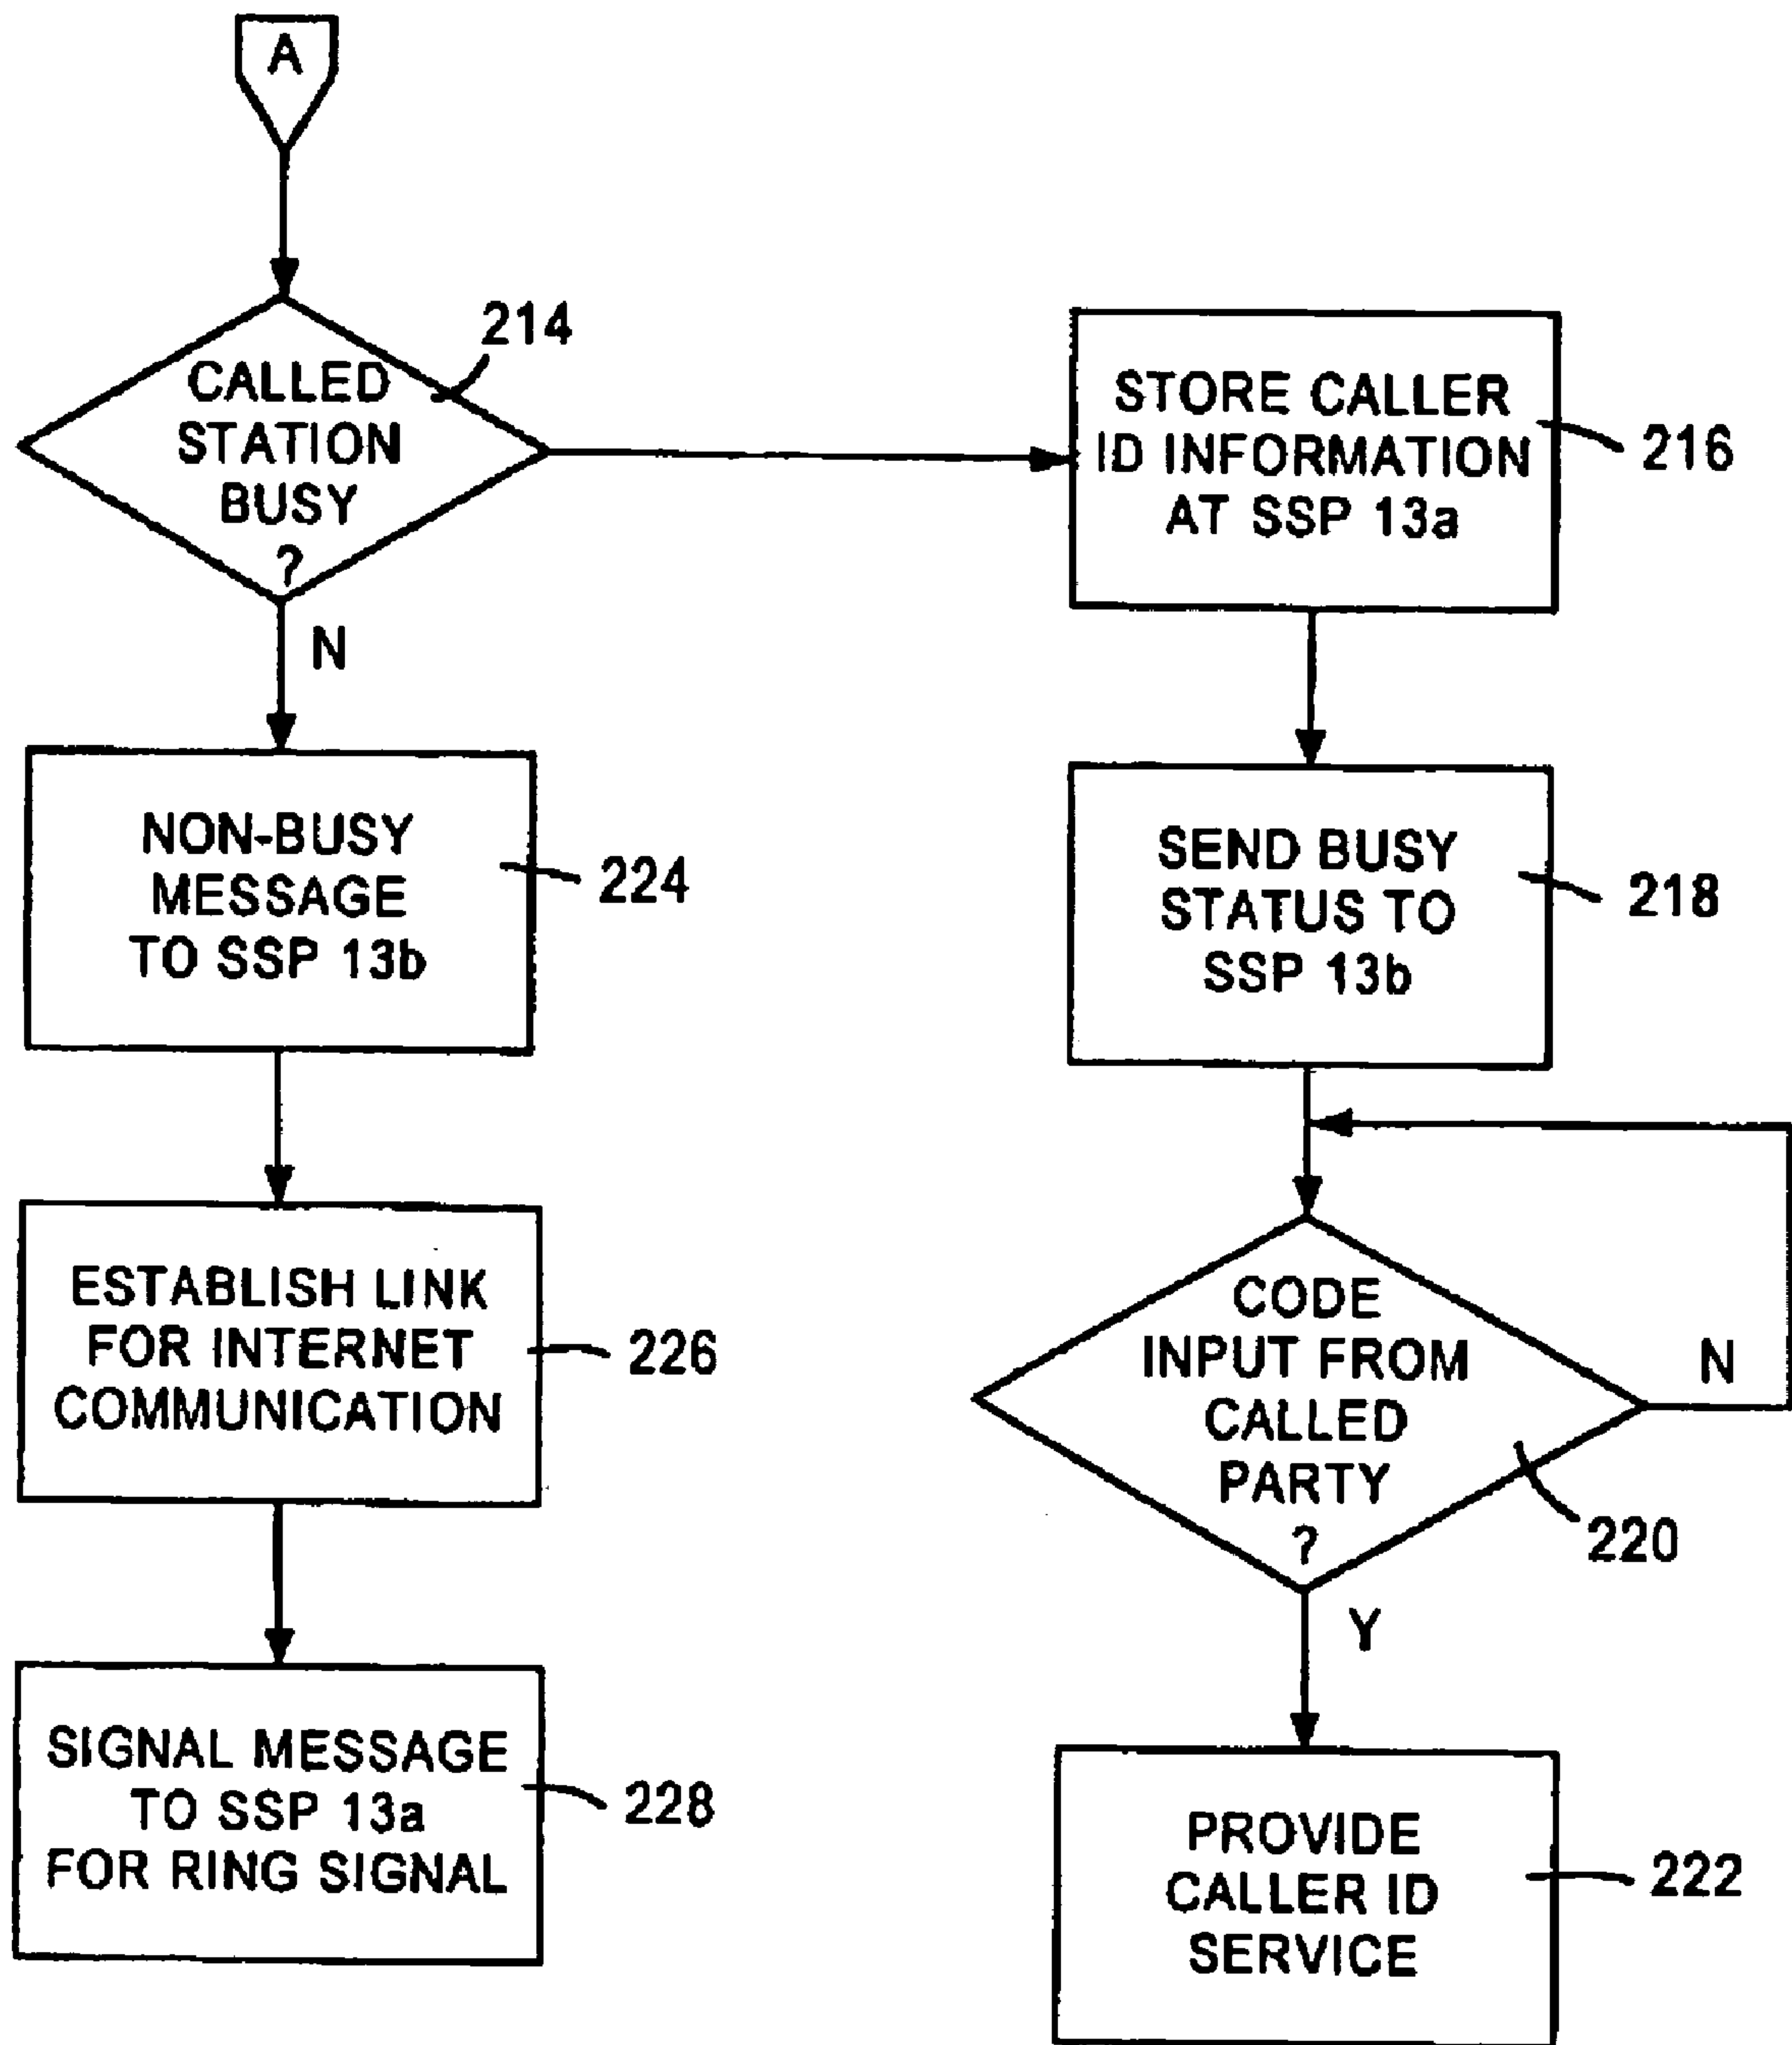 A
CALLED
STATION
BUSY
?
214
N
STORE CALLER
ID INFORMATION
AT SSP 13a
216
NON-BUSY
MESSAGE
TO SSP 13b
224
SEND BUSY
STATUS TO
SSP 13b
218
ESTABLISH LINK
FOR INTERNET
COMMUNICATION
226
CODE
INPUT FROM
CALLED
PARTY
?
N
220
Y
SIGNAL MESSAGE
TO SSP 13a
FOR RING SIGNAL
228
PROVIDE
CALLER ID
SERVICE
222